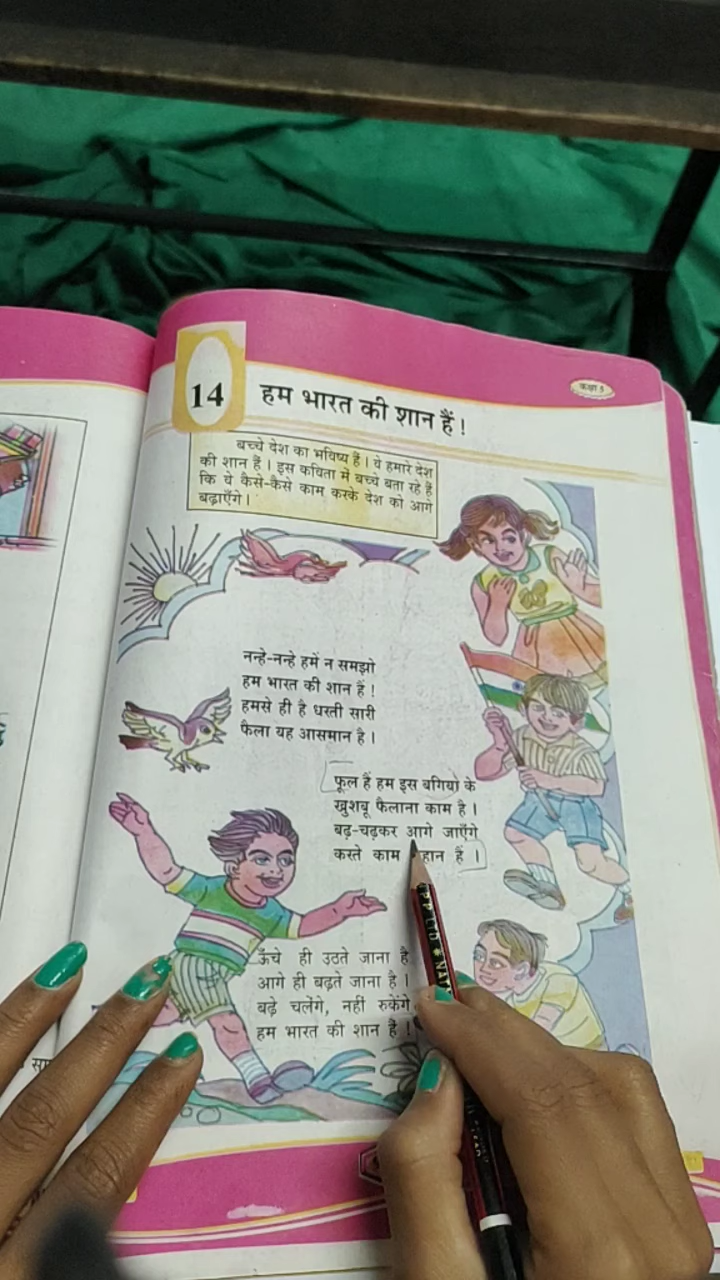 14
हम भारत की शान हैं !
कक्षा 5
बच्चे देश का भविष्य हैं । वे हमारे देश
की शान हैं । इस कविता में बच्चे बता रहे हैं
कि वे कैसे-कैसे काम करके देश को आगे
बढ़ाएँगे ।
नन्हे-नन्हे हमें न समझो
हम भारत की शान हैं !
हमसे ही है धरती सारी
फैला यह आसमान है ।
फूल हैं हम इस बगिया के
खुशबू फैलाना काम है ।
बढ़-चढ़कर आगे जाएँगे
करते काम हैं ।
ऊँचे ही उठते जाना है
आगे ही बढ़ते जाना है ।
बढ़े चलेंगे, नहीं रुकेंगे
हम भारत की शान हैं !